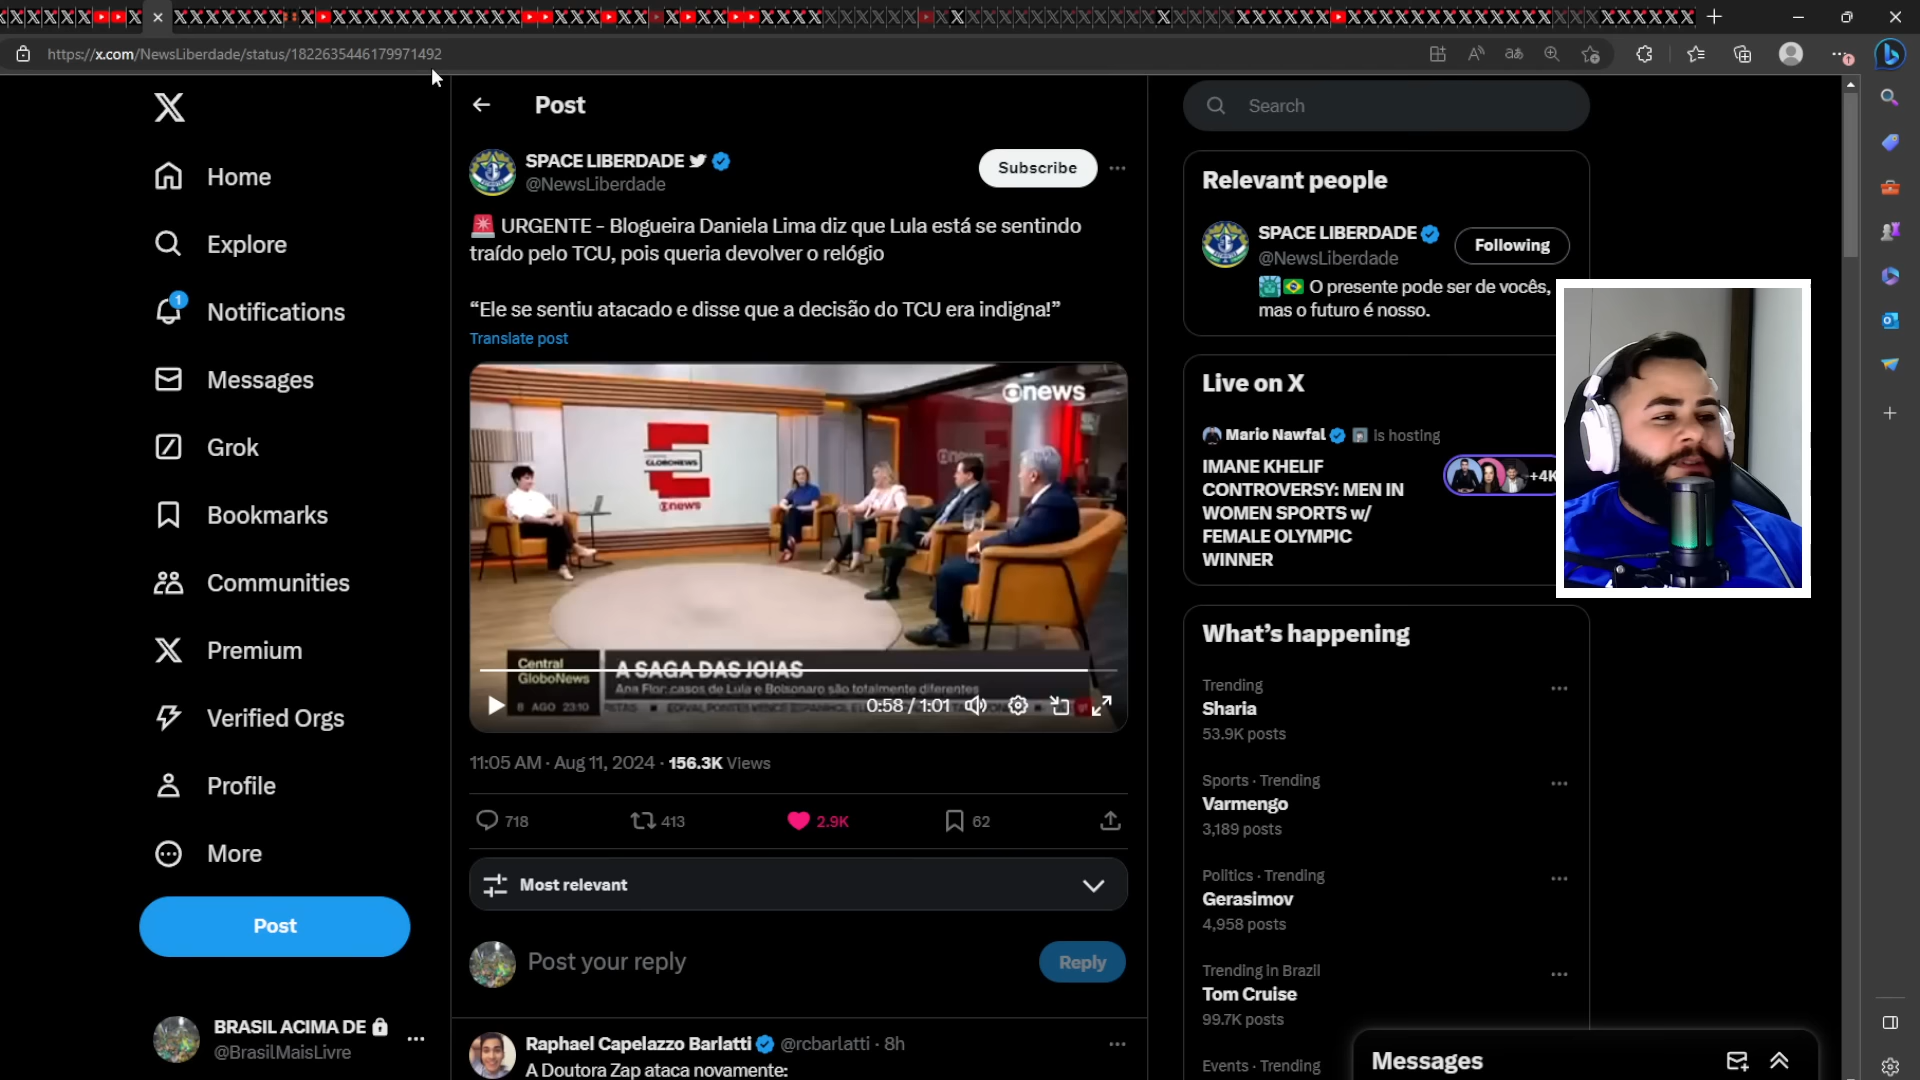 https://x.com/NewsLiberdade/status/1822635446179971492
Home
Explore
1
Notifications
Messages
Grok
Bookmarks
Communities
Premium
Verified Orgs
Profile
More
Post
BRASIL ACIMA DE
@BrasilMaisLivre
Post
SPACE LIBERDADE
@NewsLiberdade
Subscribe
🚨 URGENTE - Blogueira Daniela Lima diz que Lula está se sentindo
traído pelo TCU, pois queria devolver o relógio
“Ele se sentiu atacado e disse que a decisão do TCU era indigna!”
Translate post
news
GLOBONEWS
news
Central
GloboNews
A SAGA DAS JOIAS
Ana Flor: casos de Lula e Bolsonaro são totalmente diferentes
8 AGO 23:10
0:58 / 1:01
11:05 AM · Aug 11, 2024 · 156.3K Views
718
413
2.9K
62
Most relevant
Post your reply
Reply
Raphael Capelazzo Barlatti @rcbarlatti · 8h
A Doutora Zap ataca novamente:
Search
Relevant people
SPACE LIBERDADE
@NewsLiberdade
Following
O presente pode ser de vocês,
mas o futuro é nosso.
Live on X
Mario Nawfal is hosting
IMANE KHELIF
CONTROVERSY: MEN IN
WOMEN SPORTS w/
FEMALE OLYMPIC
WINNER
+4K
What’s happening
Trending
Sharia
53.9K posts
Sports · Trending
Varmengo
3,189 posts
Politics · Trending
Gerasimov
4,958 posts
Trending in Brazil
Tom Cruise
99.7K posts
Events · Trending
Messages